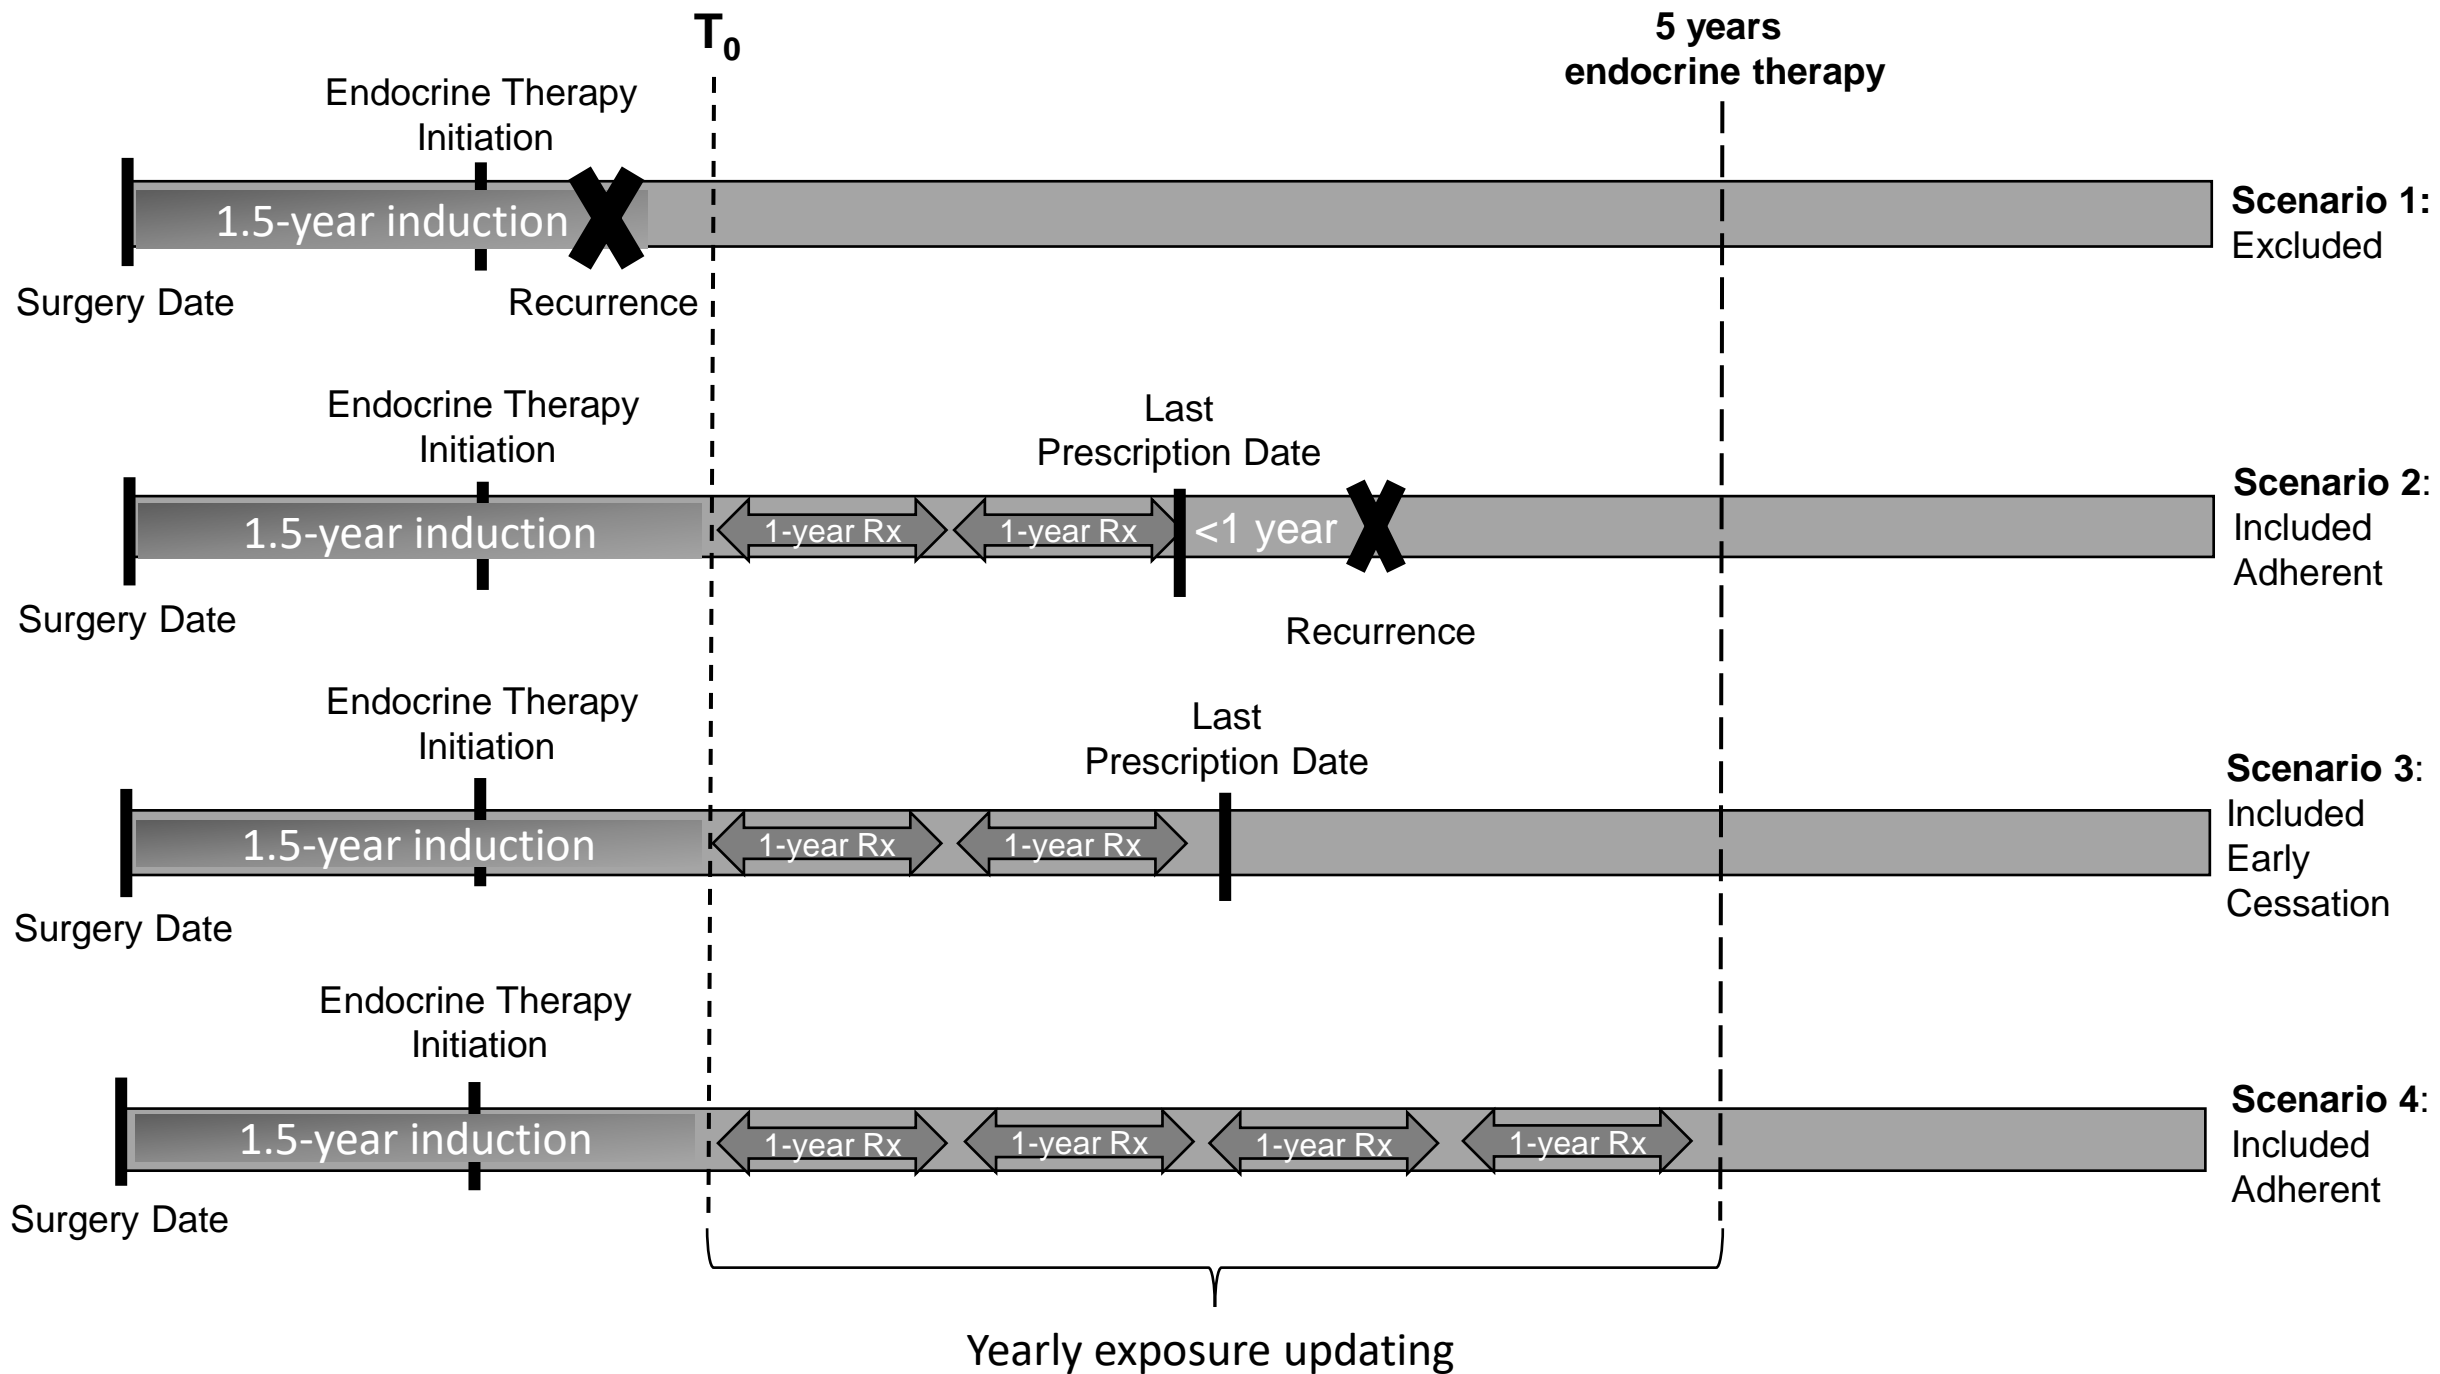 T0
5 years
endocrine therapy
Endocrine Therapy
Initiation
1.5-year induction
Surgery Date
Recurrence
Scenario 1:
Excluded
Endocrine Therapy
Initiation
Last
Prescription Date
1.5-year induction
1-year Rx
1-year Rx
<1 year
Surgery Date
Recurrence
Scenario 2:
Included
Adherent
Endocrine Therapy
Initiation
Last
Prescription Date
1.5-year induction
1-year Rx
1-year Rx
Surgery Date
Scenario 3:
Included
Early
Cessation
Endocrine Therapy
Initiation
1.5-year induction
1-year Rx
1-year Rx
1-year Rx
1-year Rx
Surgery Date
Scenario 4:
Included
Adherent
Yearly exposure updating